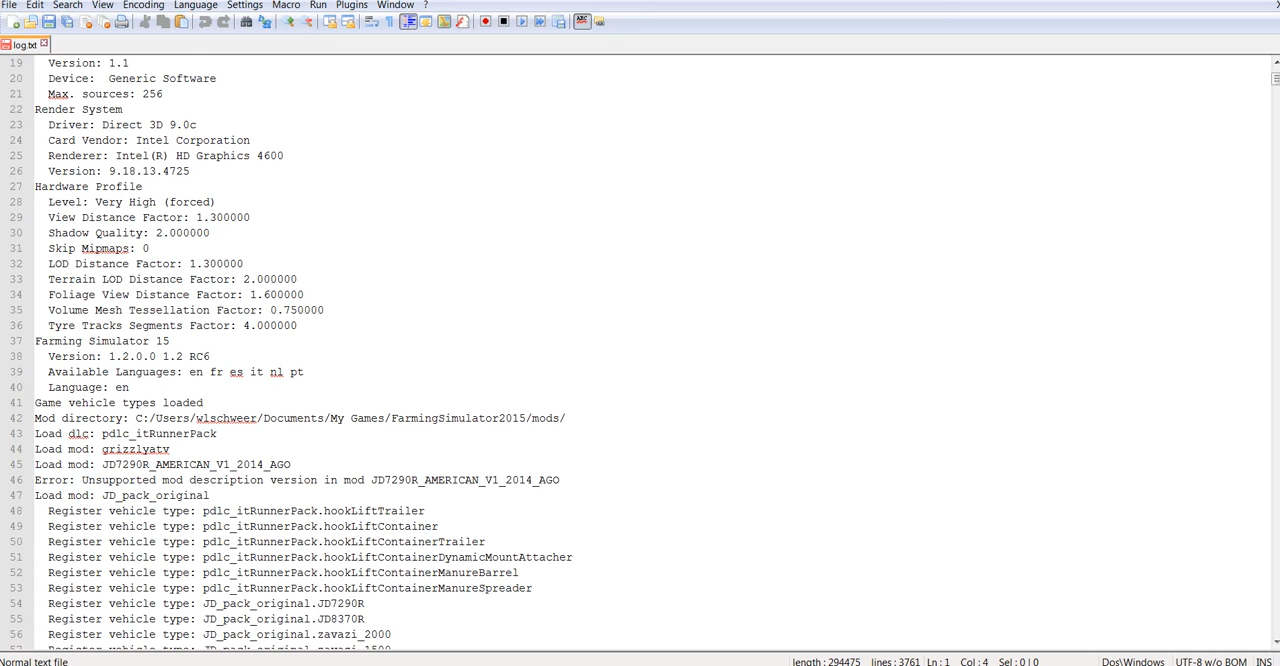 File Edit Search View Encoding Language Settings Macro Run Plugins Window ?
log.txt
19 Version: 1.1
20 Device: Generic Software
21 Max. sources: 256
22 Render System
23 Driver: Direct 3D 9.0c
24 Card Vendor: Intel Corporation
25 Renderer: Intel(R) HD Graphics 4600
26 Version: 9.18.13.4725
27 Hardware Profile
28 Level: Very High (forced)
29 View Distance Factor: 1.300000
30 Shadow Quality: 2.000000
31 Skip Mipmaps: 0
32 LOD Distance Factor: 1.300000
33 Terrain LOD Distance Factor: 2.000000
34 Foliage View Distance Factor: 1.600000
35 Volume Mesh Tessellation Factor: 0.750000
36 Tyre Tracks Segments Factor: 4.000000
37 Farming Simulator 15
38 Version: 1.2.0.0 1.2 RC6
39 Available Languages: en fr es it nl pt
40 Language: en
41 Game vehicle types loaded
42 Mod directory: C:/Users/wlschweer/Documents/My Games/FarmingSimulator2015/mods/
43 Load dlc: pdlc_itRunnerPack
44 Load mod: grizzlyatv
45 Load mod: JD7290R_AMERICAN_V1_2014_AGO
46 Error: Unsupported mod description version in mod JD7290R_AMERICAN_V1_2014_AGO
47 Load mod: JD_pack_original
48 Register vehicle type: pdlc_itRunnerPack.hookLiftTrailer
49 Register vehicle type: pdlc_itRunnerPack.hookLiftContainer
50 Register vehicle type: pdlc_itRunnerPack.hookLiftContainerTrailer
51 Register vehicle type: pdlc_itRunnerPack.hookLiftContainerDynamicMountAttacher
52 Register vehicle type: pdlc_itRunnerPack.hookLiftContainerManureBarrel
53 Register vehicle type: pdlc_itRunnerPack.hookLiftContainerManureSpreader
54 Register vehicle type: JD_pack_original.JD7290R
55 Register vehicle type: JD_pack_original.JD8370R
56 Register vehicle type: JD_pack_original.zavazi_2000
57 Register vehicle type: JD_pack_original.zavazi_1500
Normal text file length : 294475 lines : 3761 Ln : 1 Col : 4 Sel : 0 | 0 Dos\Windows UTF-8 w/o BOM INS